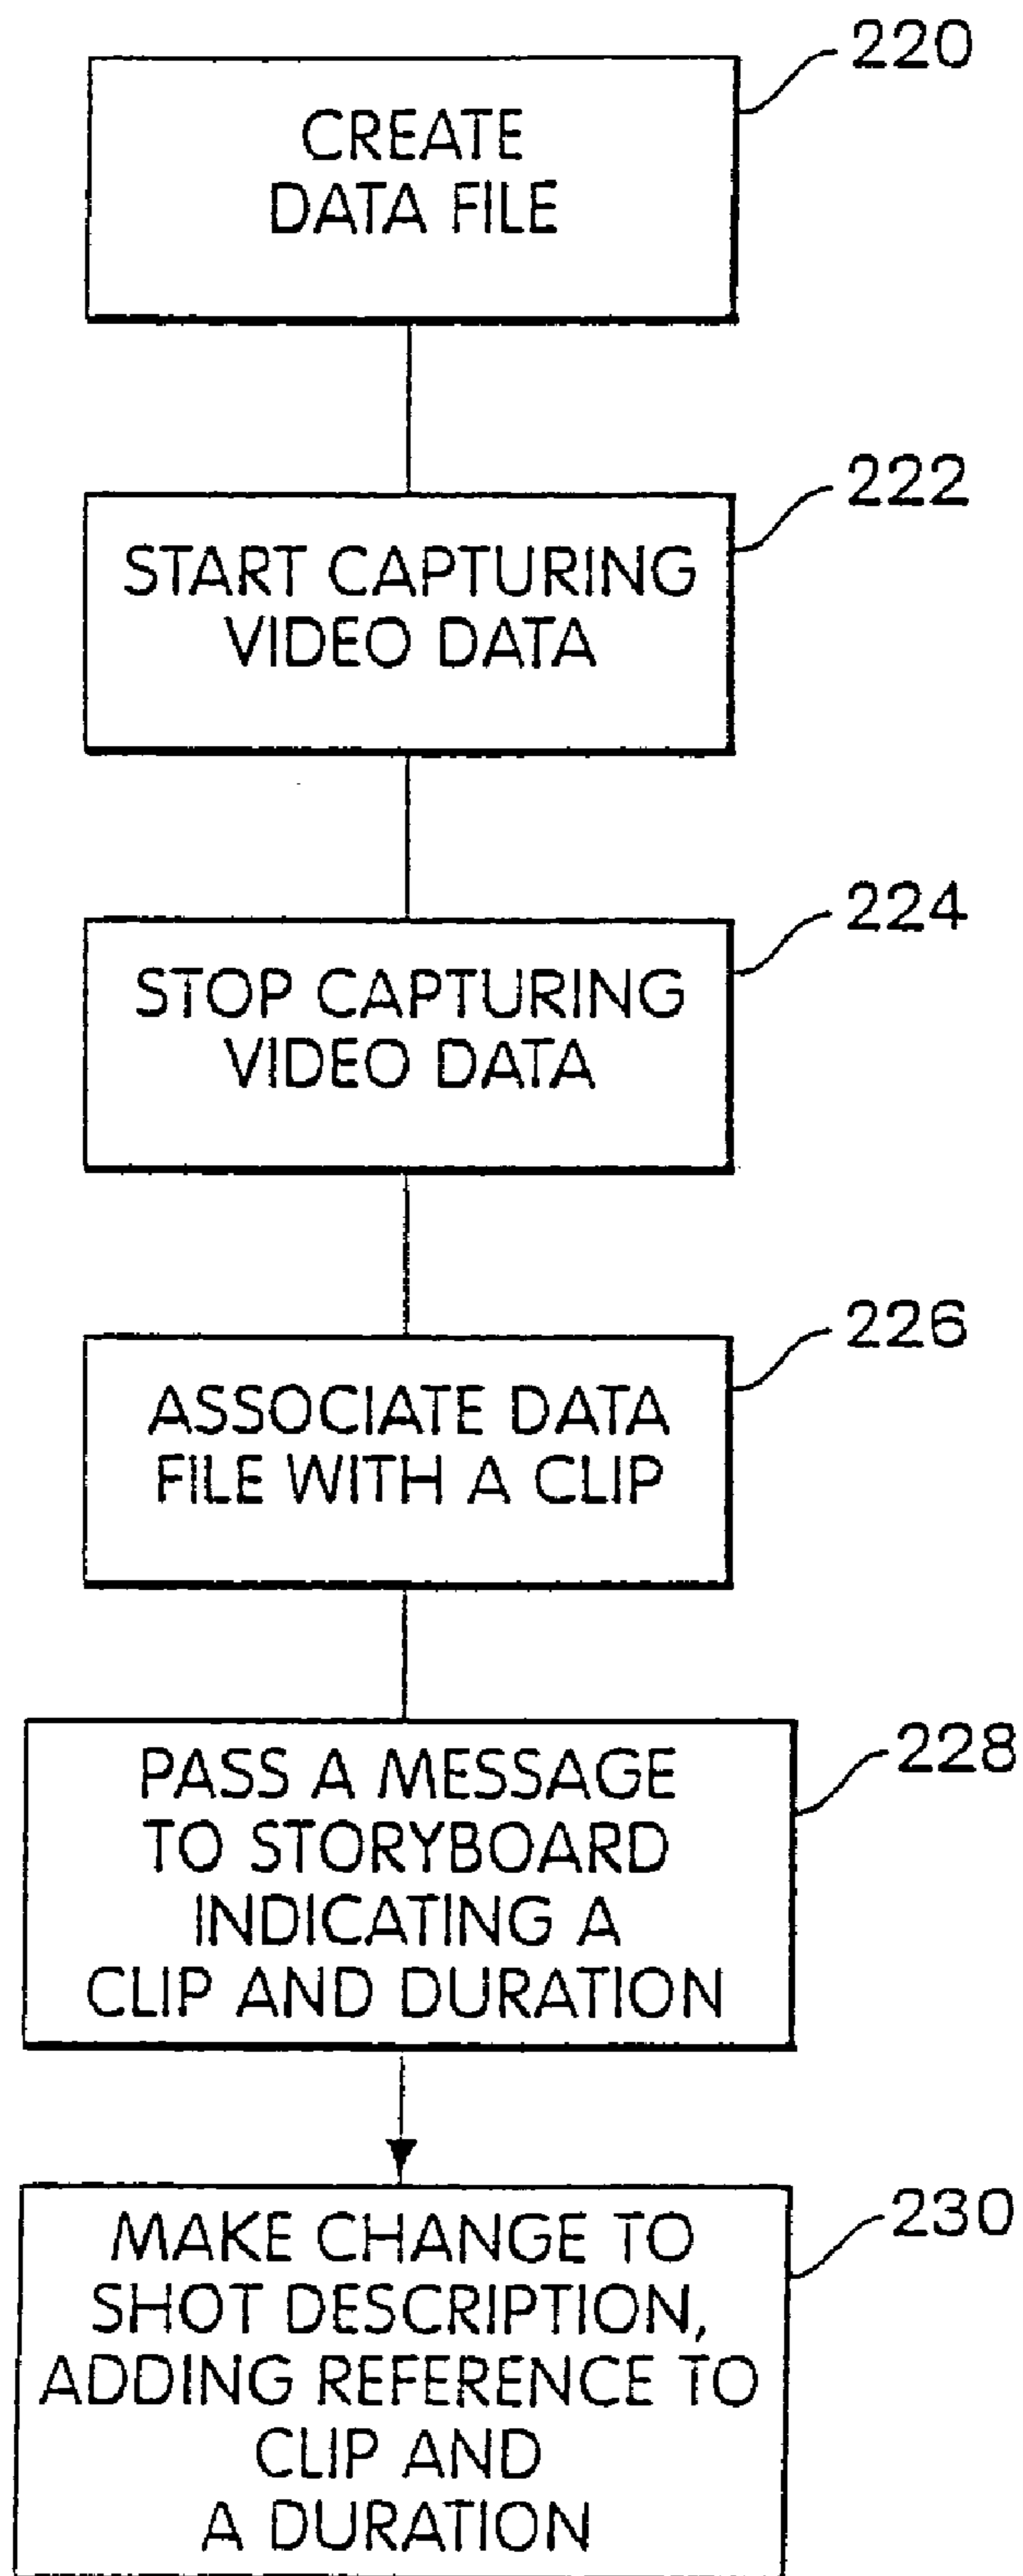 220
CREATE
DATA FILE
222
START CAPTURING
VIDEO DATA
224
STOP CAPTURING
VIDEO DATA
226
ASSOCIATE DATA
FILE WITH A CLIP
228
PASS A MESSAGE
TO STORYBOARD
INDICATING A
CLIP AND DURATION
230
MAKE CHANGE TO
SHOT DESCRIPTION,
ADDING REFERENCE TO
CLIP AND
A DURATION